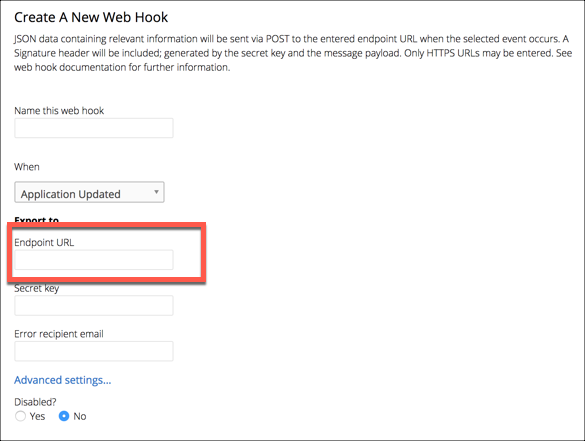 Create A New Web Hook
JSON data containing relevant information will be sent via POST to the entered endpoint URL when the selected event occurs. A
Signature header will be included; generated by the secret key and the message payload. Only HTTPS URLs may be entered. See
web hook documentation for further information.
Name this web hook
When
Application Updated
Export to
Endpoint URL
Secret key
Error recipient email
Advanced settings...
Disabled?
Yes No